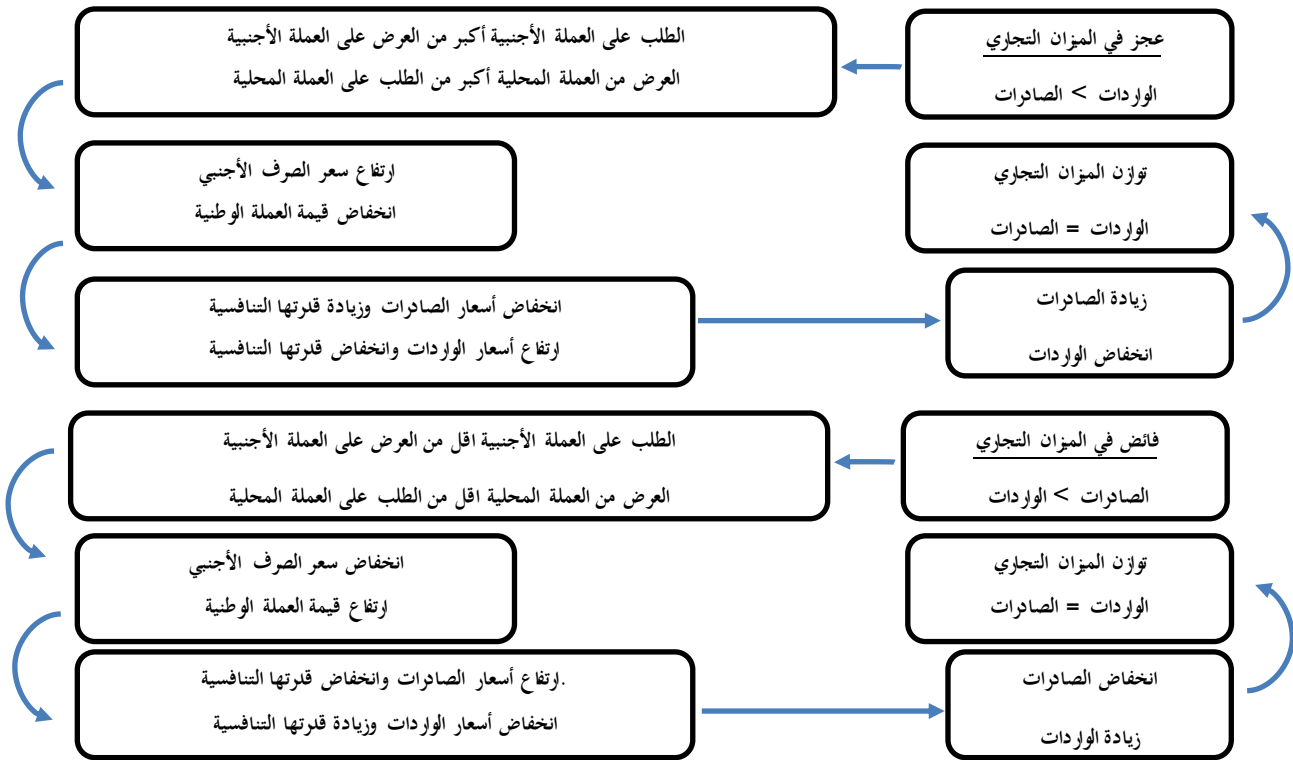 عجز في الميزان التجاري
الواردات > الصادرات
الطلب على العملة الأجنبية أكبر من العرض على العملة الأجنبية
العرض من العملة المحلية أكبر من الطلب على العملة المحلية
ارتفاع سعر الصرف الأجنبي
انخفاض قيمة العملة الوطنية
انخفاض أسعار الصادرات وزيادة قدرتها التنافسية
ارتفاع أسعار الواردات وانخفاض قدرتها التنافسية
زيادة الصادرات
انخفاض الواردات
توازن الميزان التجاري
الواردات = الصادرات
فائض في الميزان التجاري
الصادرات > الواردات
الطلب على العملة الأجنبية اقل من العرض على العملة الأجنبية
العرض من العملة المحلية اقل من الطلب على العملة المحلية
انخفاض سعر الصرف الأجنبي
ارتفاع قيمة العملة الوطنية
.ارتفاع أسعار الصادرات وانخفاض قدرتها التنافسية
انخفاض أسعار الواردات وزيادة قدرتها التنافسية
انخفاض الصادرات
زيادة الواردات
توازن الميزان التجاري
الواردات = الصادرات